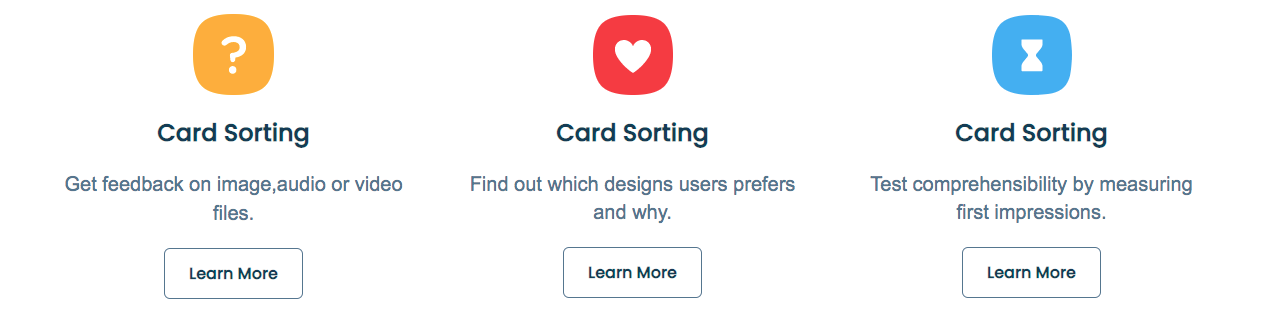 Card Sorting
Get feedback on image,audio or video
files.
Learn More
Card Sorting
Find out which designs users prefers
and why.
Learn More
Card Sorting
Test comprehensibility by measuring
first impressions.
Learn More